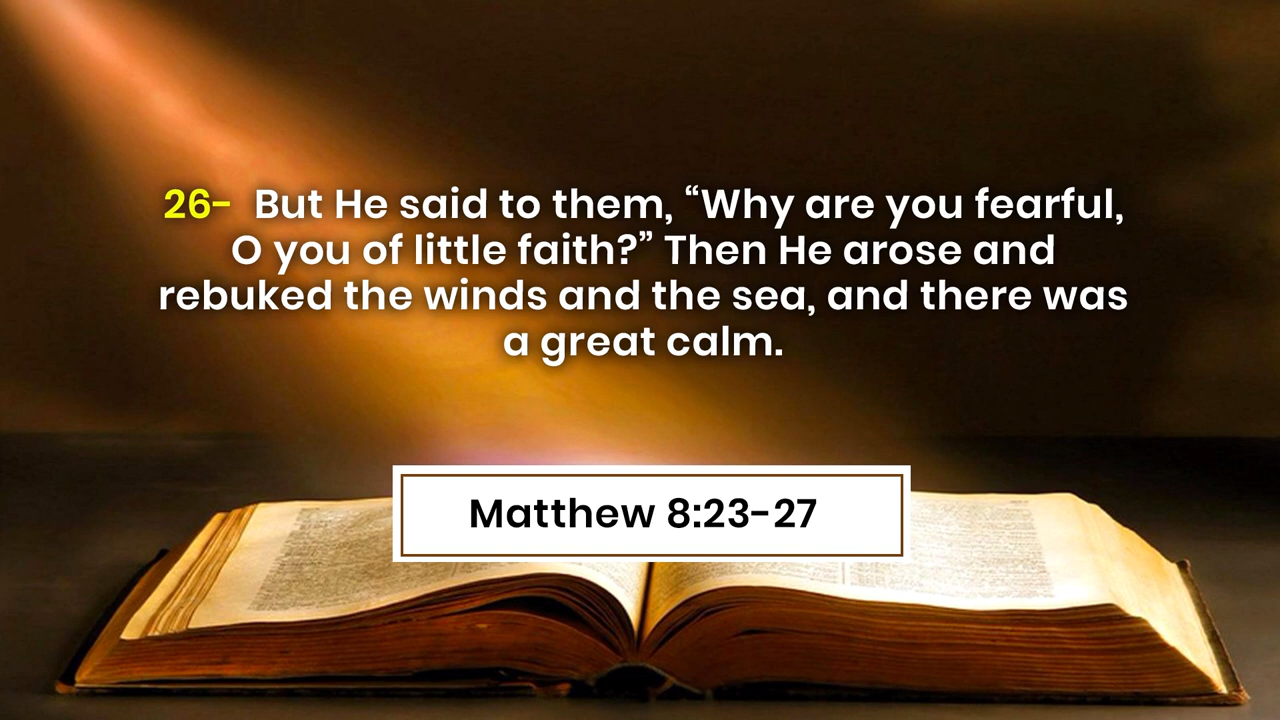 26- But He said to them, “Why are you fearful,
O you of little faith?” Then He arose and
rebuked the winds and the sea, and there was
a great calm.
Matthew 8:23-27